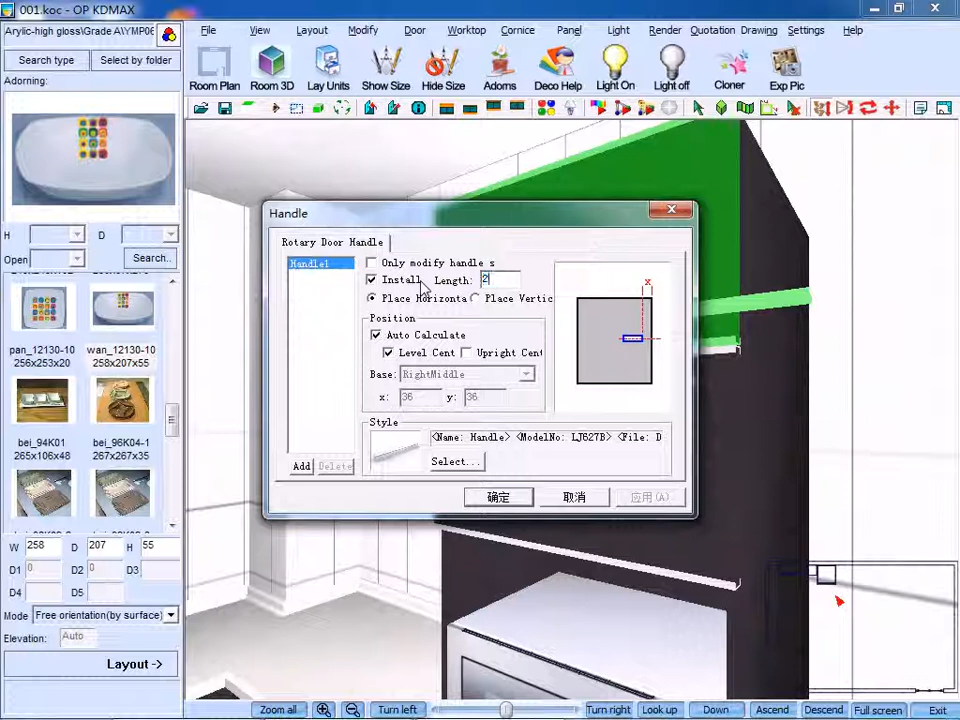 001.koc - OP KDMAX
Acrylic-high gloss\Grade A\YMP06
File View Layout Modify Door Worktop Cornice Panel Light Render Quotation Drawing Settings Help
Search type Select by folder
Room Plan Room 3D Lay Units Show Size Hide Size Adorns Deco Help Light On Light off Cloner Exp Pic
Adorning:
H D
Open Search..
pan_12130-10 wan_12130-10
256x253x20 258x207x55
bei_94K01 bei_96K04-1
265x106x48 267x267x35
W 258 D 207 H 55
D1 0 D2 0 D3
D4 D5
Mode Free orientation(by surface)
Elevation: Auto
Layout ->
Handle
Rotary Door Handle
Handle1
Only modify handle s
Install Length: 2
Place Horizonta Place Vertic
Position
Auto Calculate
Level Cent Upright Cent
Base: RightMiddle
x: 36 y: 36
Style
<Name: Handle> <ModelNo: LJ627B> <File: D
Select...
Add Delete
确定 取消 应用(A)
x
Zoom all Turn left Turn right Look up Down Ascend Descend Full screen Exit